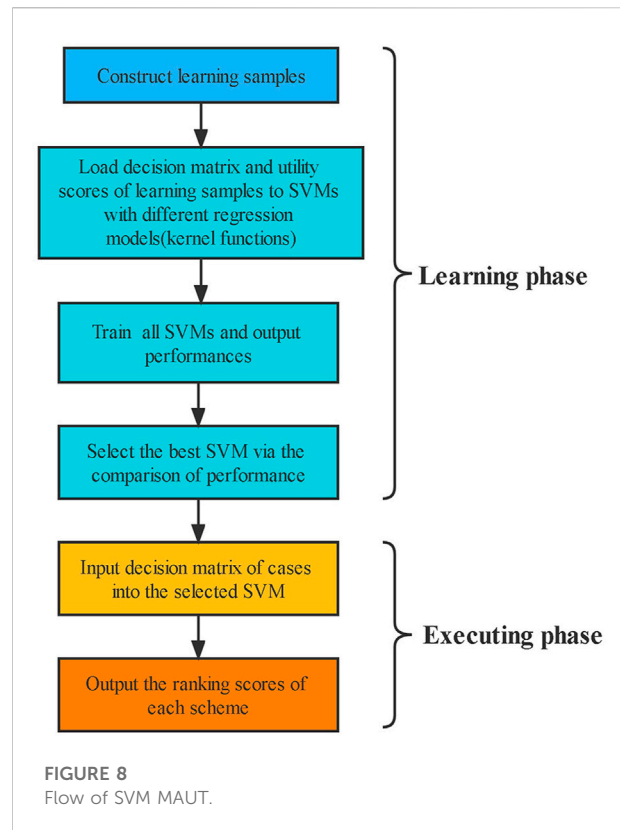 Construct learning samples
Load decision matrix and utility
scores of learning samples to SVMs
with different regression
models(kernel functions)
Train all SVMs and output
performances
Select the best SVM via the
comparison of performance
Learning phase
Input decision matrix of cases
into the selected SVM
Output the ranking scores of
each scheme
Executing phase
FIGURE 8
Flow of SVM MAUT.